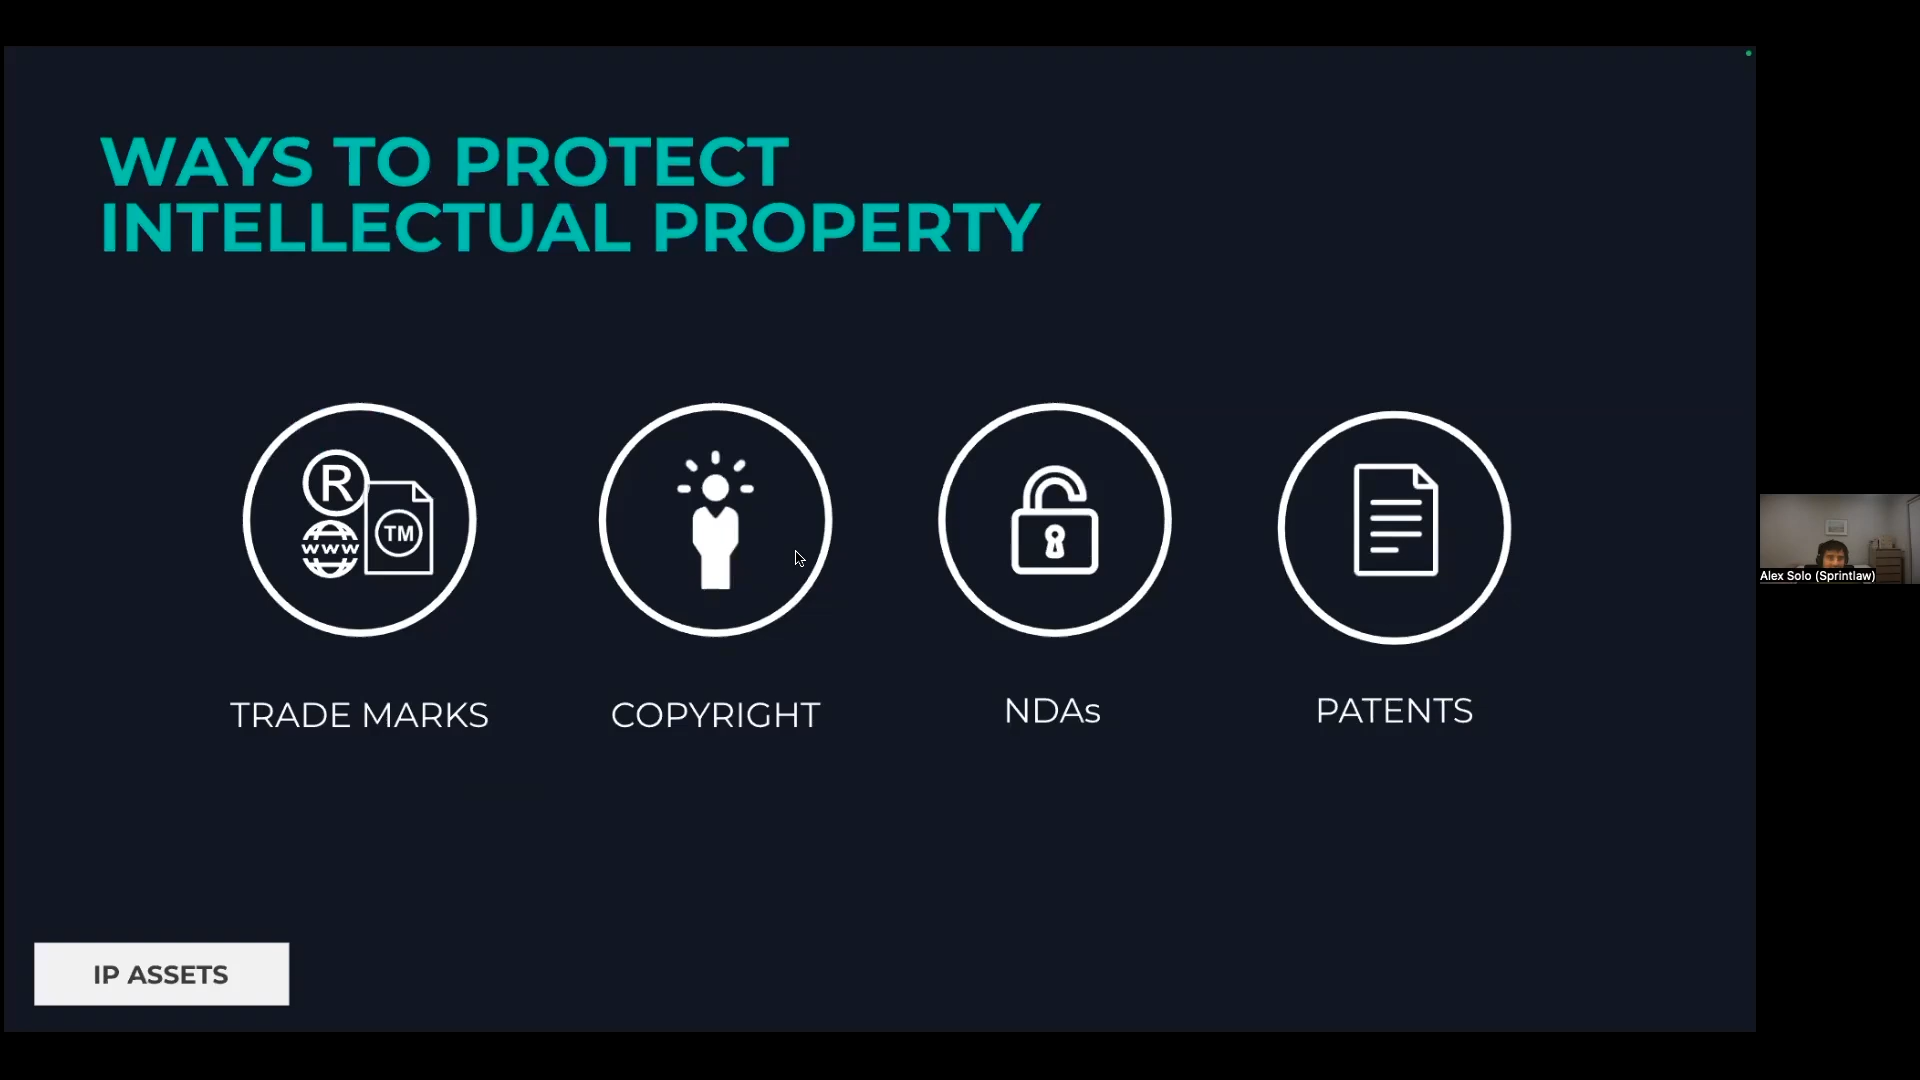 WAYS TO PROTECT
INTELLECTUAL PROPERTY
R
TM
www
TRADE MARKS
COPYRIGHT
NDAs
PATENTS
Alex Solo (Sprintlaw)
IP ASSETS